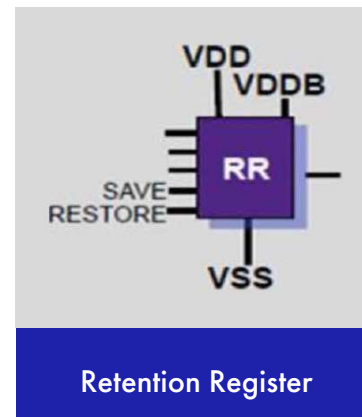 VDD
VDDB
RR
SAVE
RESTORE
VSS
Retention Register